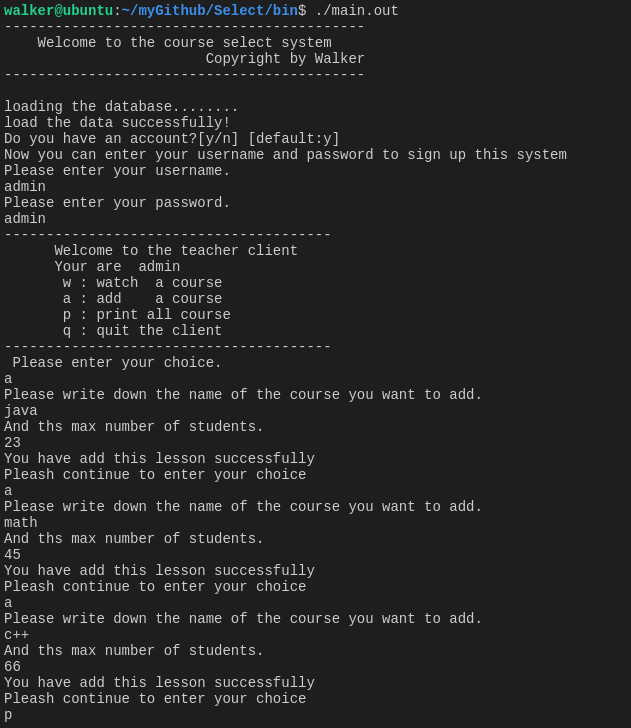 walker@ubuntu:~/myGithub/Select/bin$ ./main.out
-------------------------------------------
    Welcome to the course select system
                        Copyright by Walker
-------------------------------------------

loading the database........
load the data successfully!
Do you have an account?[y/n] [default:y]
Now you can enter your username and password to sign up this system
Please enter your username.
admin
Please enter your password.
admin
---------------------------------------
      Welcome to the teacher client
      Your are  admin
       w : watch  a course
       a : add    a course
       p : print all course
       q : quit the client
---------------------------------------
 Please enter your choice.
a
Please write down the name of the course you want to add.
java
And ths max number of students.
23
You have add this lesson successfully
Pleash continue to enter your choice
a
Please write down the name of the course you want to add.
math
And ths max number of students.
45
You have add this lesson successfully
Pleash continue to enter your choice
a
Please write down the name of the course you want to add.
c++
And ths max number of students.
66
You have add this lesson successfully
Pleash continue to enter your choice
p